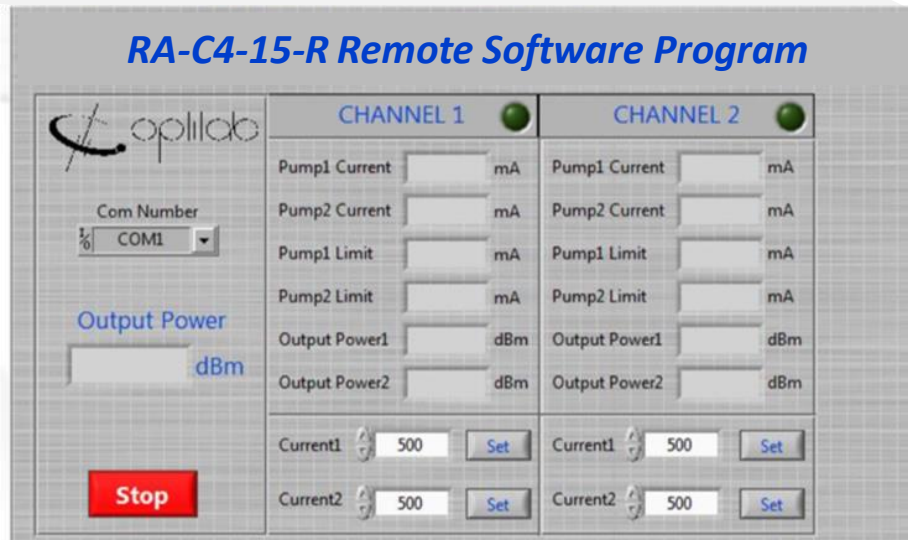 RA-C4-15-R Remote Software Program
optilab
Com Number
COM1
Output Power
dBm
Stop
CHANNEL 1
Pump1 Current mA
Pump2 Current mA
Pump1 Limit mA
Pump2 Limit mA
Output Power1 dBm
Output Power2 dBm
Current1 500 Set
Current2 500 Set
CHANNEL 2
Pump1 Current mA
Pump2 Current mA
Pump1 Limit mA
Pump2 Limit mA
Output Power1 dBm
Output Power2 dBm
Current1 500 Set
Current2 500 Set